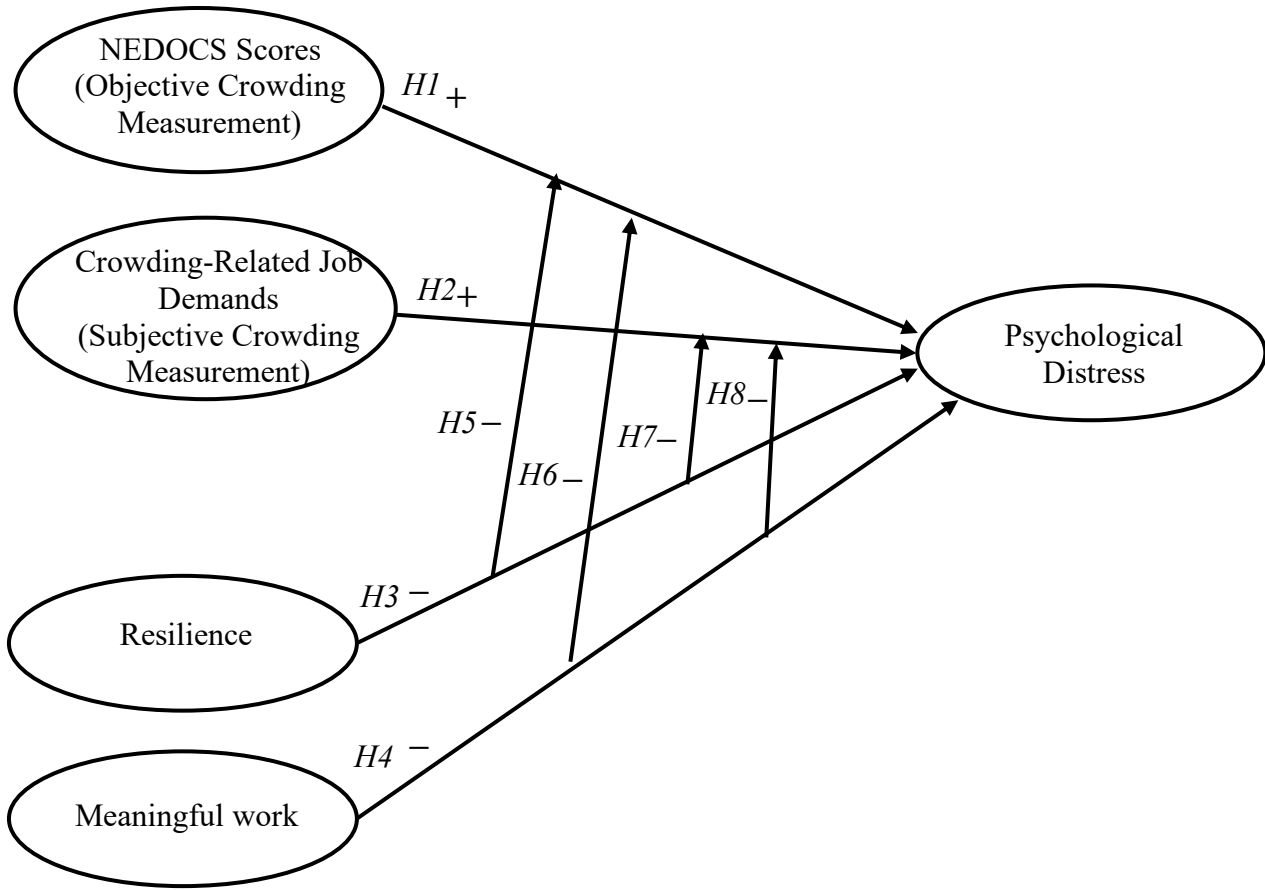 NEDOCS Scores
(Objective Crowding
Measurement)
H1 +
Crowding-Related Job
Demands
(Subjective Crowding
Measurement)
H2+
Psychological
Distress
H8–
H5–
H7–
H6–
H3 –
Resilience
H4 –
Meaningful work